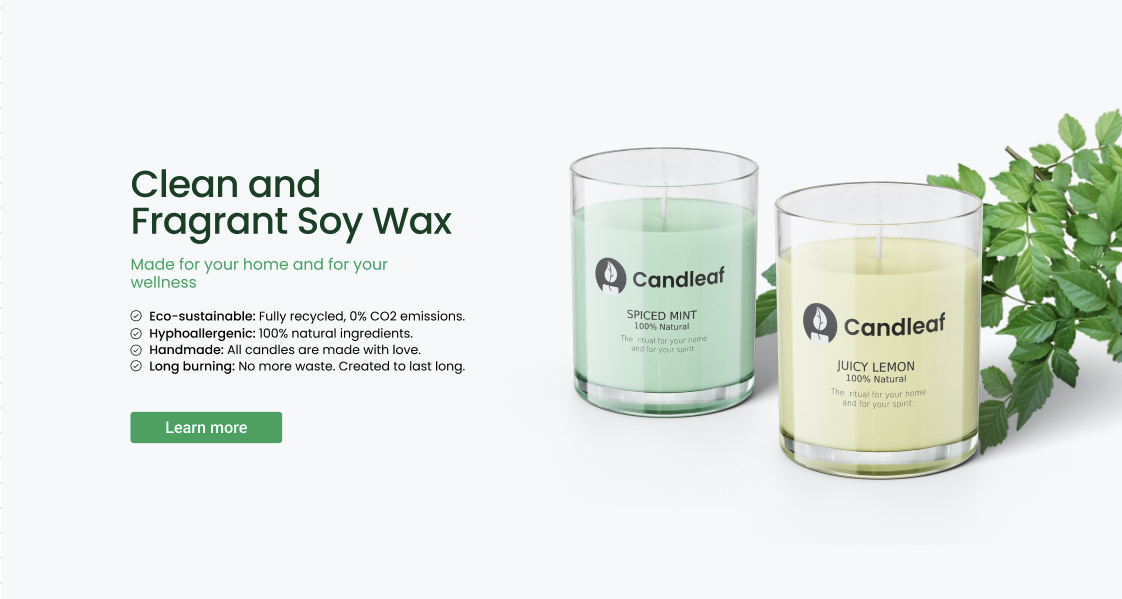 Clean and
Fragrant Soy Wax
Made for your home and for your
wellness
Eco-sustainable: Fully recycled, 0% CO2 emissions.
Hyphoallergenic: 100% natural ingredients.
Handmade: All candles are made with love.
Long burning: No more waste. Created to last long.
Learn more
Candleaf
SPICED MINT
100% Natural
The ritual for your home
and for your spirit.
Candleaf
JUICY LEMON
100% Natural
The ritual for your home
and for your spirit.